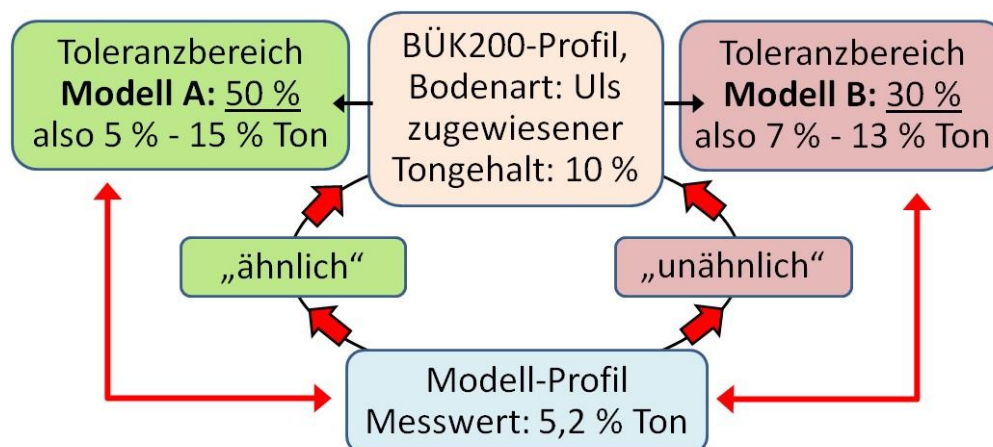 Toleranzbereich
Modell A: 50 %
also 5 % - 15 % Ton
BÜK200-Profil,
Bodenart: Uls
zugewiesener
Tongehalt: 10 %
Toleranzbereich
Modell B: 30 %
also 7 % - 13 % Ton
„ähnlich“
„unähnlich“
Modell-Profil
Messwert: 5,2 % Ton